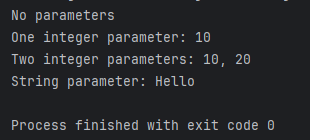 No parameters
One integer parameter: 10
Two integer parameters: 10, 20
String parameter: Hello
Process finished with exit code 0